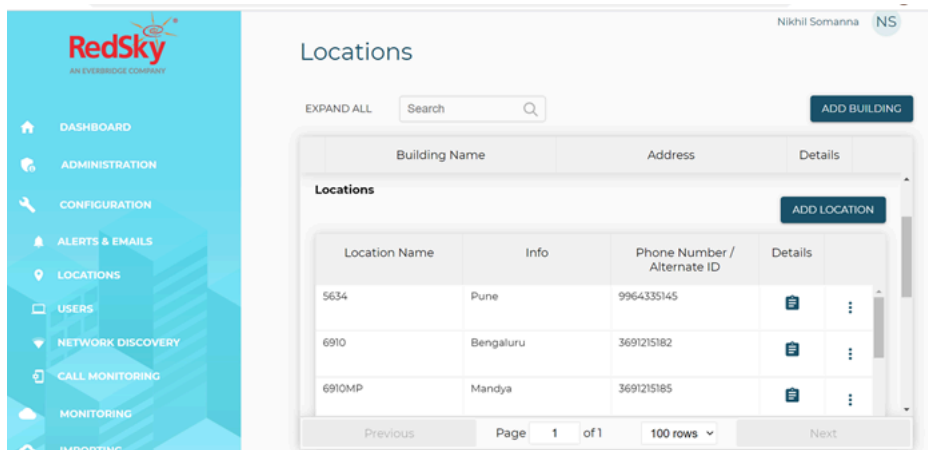 RedSky
AN EVERBRIDGE COMPANY
DASHBOARD
ADMINISTRATION
CONFIGURATION
ALERTS & EMAILS
LOCATIONS
USERS
NETWORK DISCOVERY
CALL MONITORING
MONITORING
IMPORTING
Nikhil Somanna NS
Locations
EXPAND ALL Search ADD BUILDING
Building Name Address Details
Locations
ADD LOCATION
Location Name Info Phone Number / Details
Alternate ID
5634 Pune 9964335145
6910 Bengaluru 3691215182
6910MP Mandya 3691215185
Previous Page 1 of 1 100 rows Next